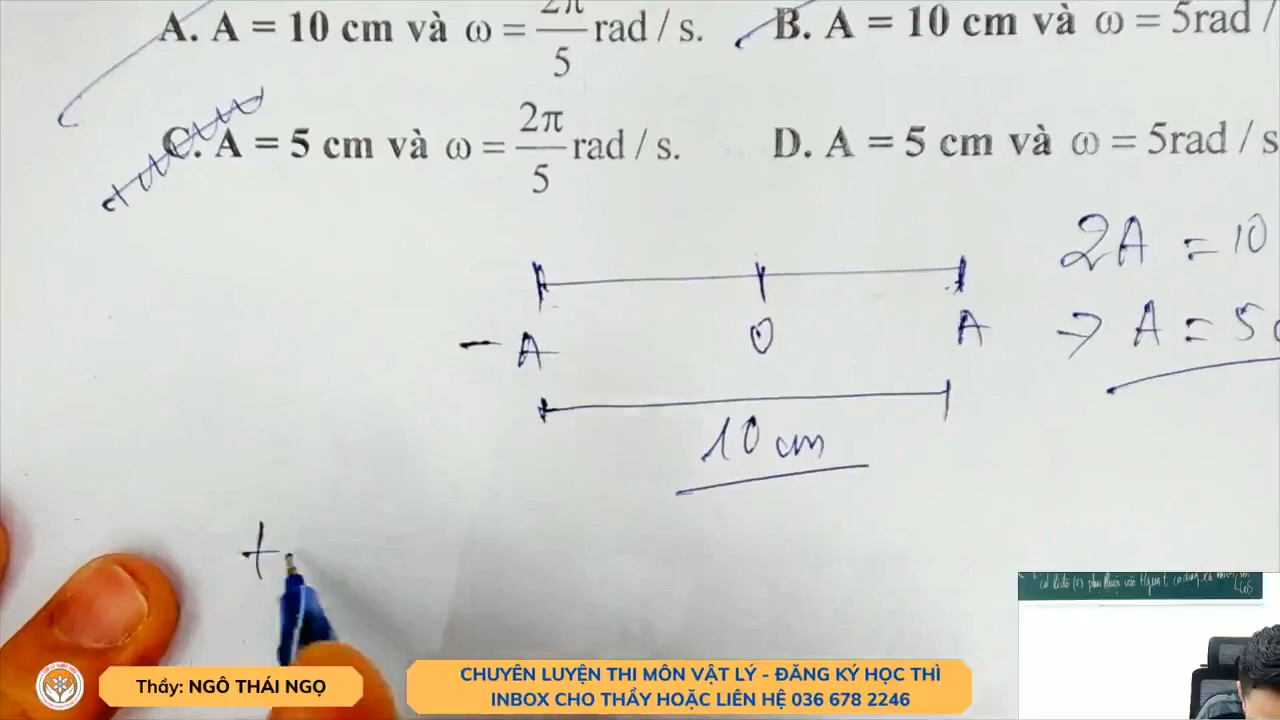 A. A = 10 cm và ω = 2π/5 rad / s. B. A = 10 cm và ω = 5rad /
C. A = 5 cm và ω = 2π/5 rad / s. D. A = 5 cm và ω = 5rad / s
2A = 10
- A O A
⇒ A = 5c
10 cm
+
Thầy: NGÔ THÁI NGỌ
CHUYÊN LUYỆN THI MÔN VẬT LÝ - ĐĂNG KÝ HỌC THÌ
INBOX CHO THẦY HOẶC LIÊN HỆ 036 678 2246